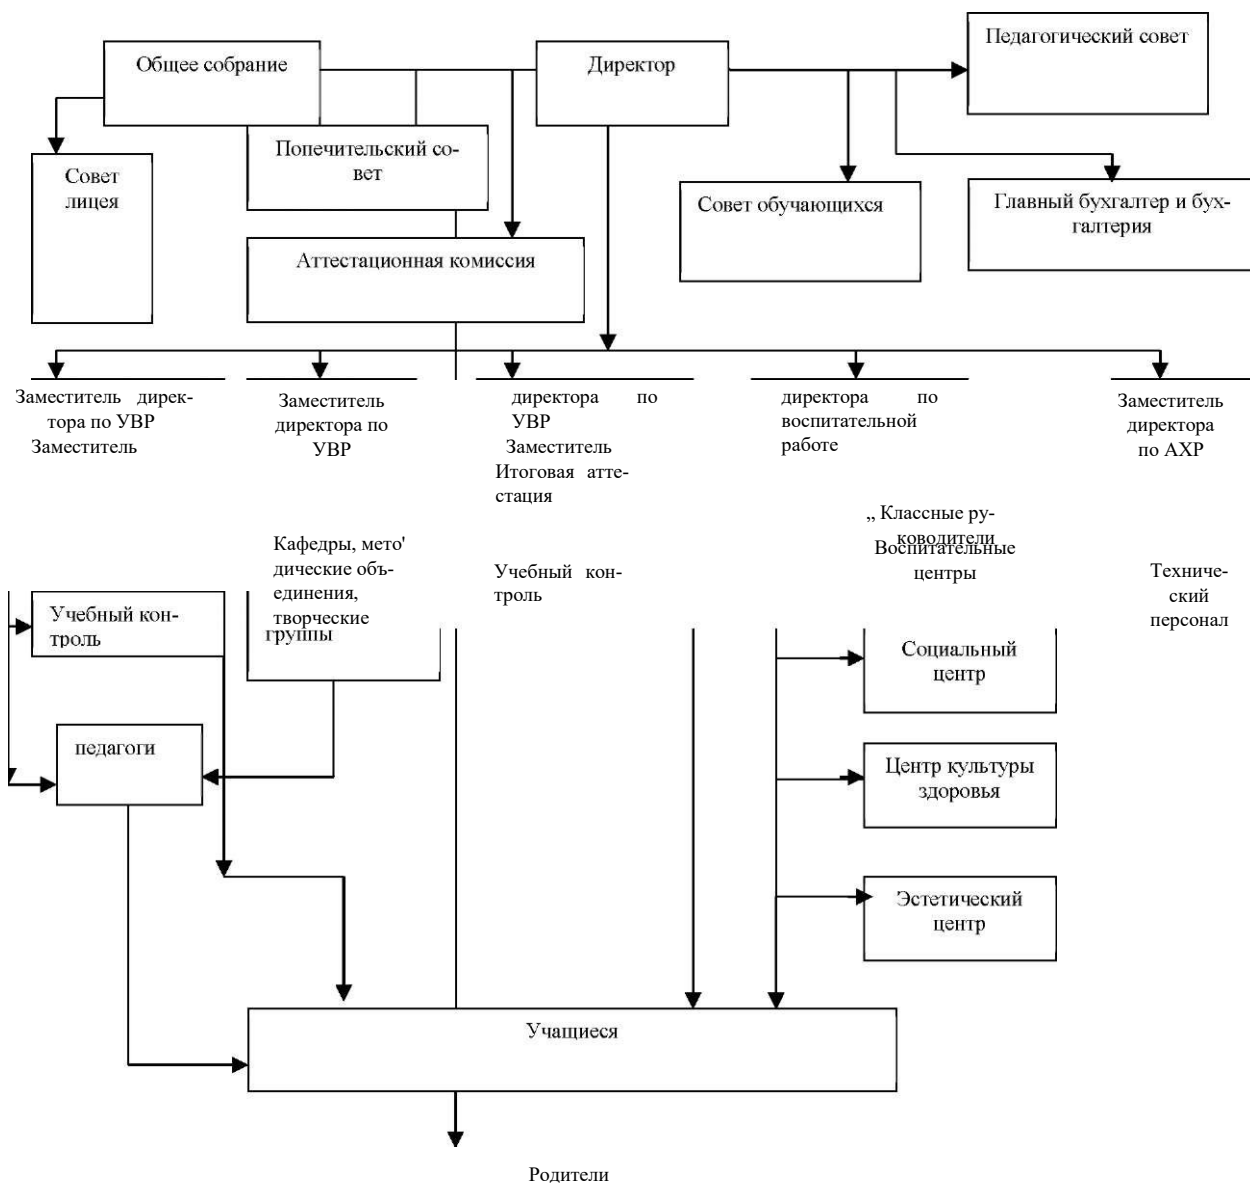 Общее собрание
Директор
Педагогический совет
Попечительский со-
вет
Совет
лицея
Совет обучающихся
Главный бухгалтер и бух-
галтерия
Аттестационная комиссия
Заместитель дирек-
тора по УВР
Заместитель
Заместитель
директора по
УВР
директора по
УВР
Заместитель
Итоговая атте-
стация
директора по
воспитательной
работе
Заместитель
директора
по АХР
„ Классные ру-
ководители
Воспитательные
центры
Кафедры, мето'
дические объ-
единения,
творческие
группы
Учебный кон-
троль
Техниче-
ский
персонал
Учебный кон-
троль
Социальный
центр
педагоги
Центр культуры
здоровья
Эстетический
центр
Учащиеся
Родители